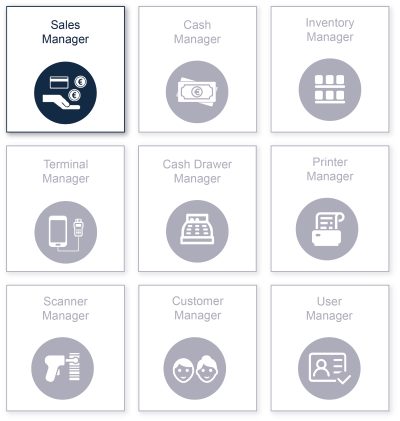 Sales
Manager
Cash
Manager
Inventory
Manager
Terminal
Manager
Cash Drawer
Manager
Printer
Manager
Scanner
Manager
Customer
Manager
User
Manager